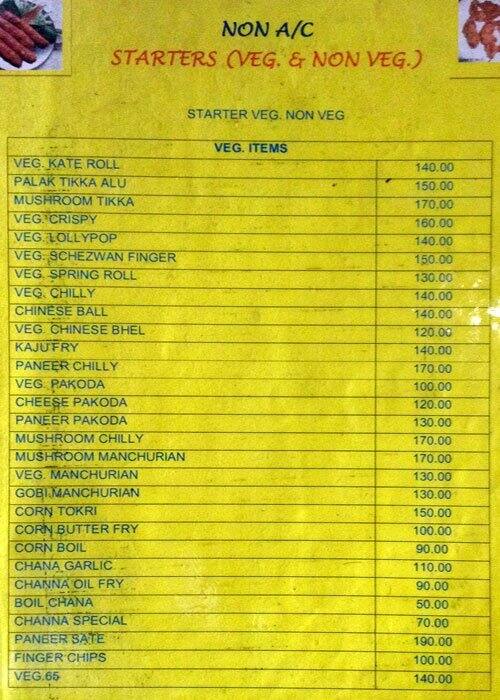 NON A/C
STARTERS (VEG. & NON VEG.)
STARTER VEG. NON VEG
VEG. ITEMS
VEG. KATE ROLL 140.00
PALAK TIKKA ALU 150.00
MUSHROOM TIKKA 170.00
VEG. CRISPY 160.00
VEG. LOLLYPOP 140.00
VEG. SCHEZWAN FINGER 150.00
VEG. SPRING ROLL 130.00
VEG. CHILLY 140.00
CHINESE BALL 140.00
VEG. CHINESE BHEL 120.00
KAJU FRY 140.00
PANEER CHILLY 170.00
VEG. PAKODA 100.00
CHEESE PAKODA 120.00
PANEER PAKODA 130.00
MUSHROOM CHILLY 170.00
MUSHROOM MANCHURIAN 170.00
VEG. MANCHURIAN 130.00
GOBI.MANCHURIAN 130.00
CORN TOKRI 150.00
CORN BUTTER FRY 100.00
CORN BOIL 90.00
CHANA GARLIC 110.00
CHANNA OIL FRY 90.00
BOIL CHANA 50.00
CHANNA SPECIAL 70.00
PANEER SATE 190.00
FINGER CHIPS 100.00
VEG.65 140.00